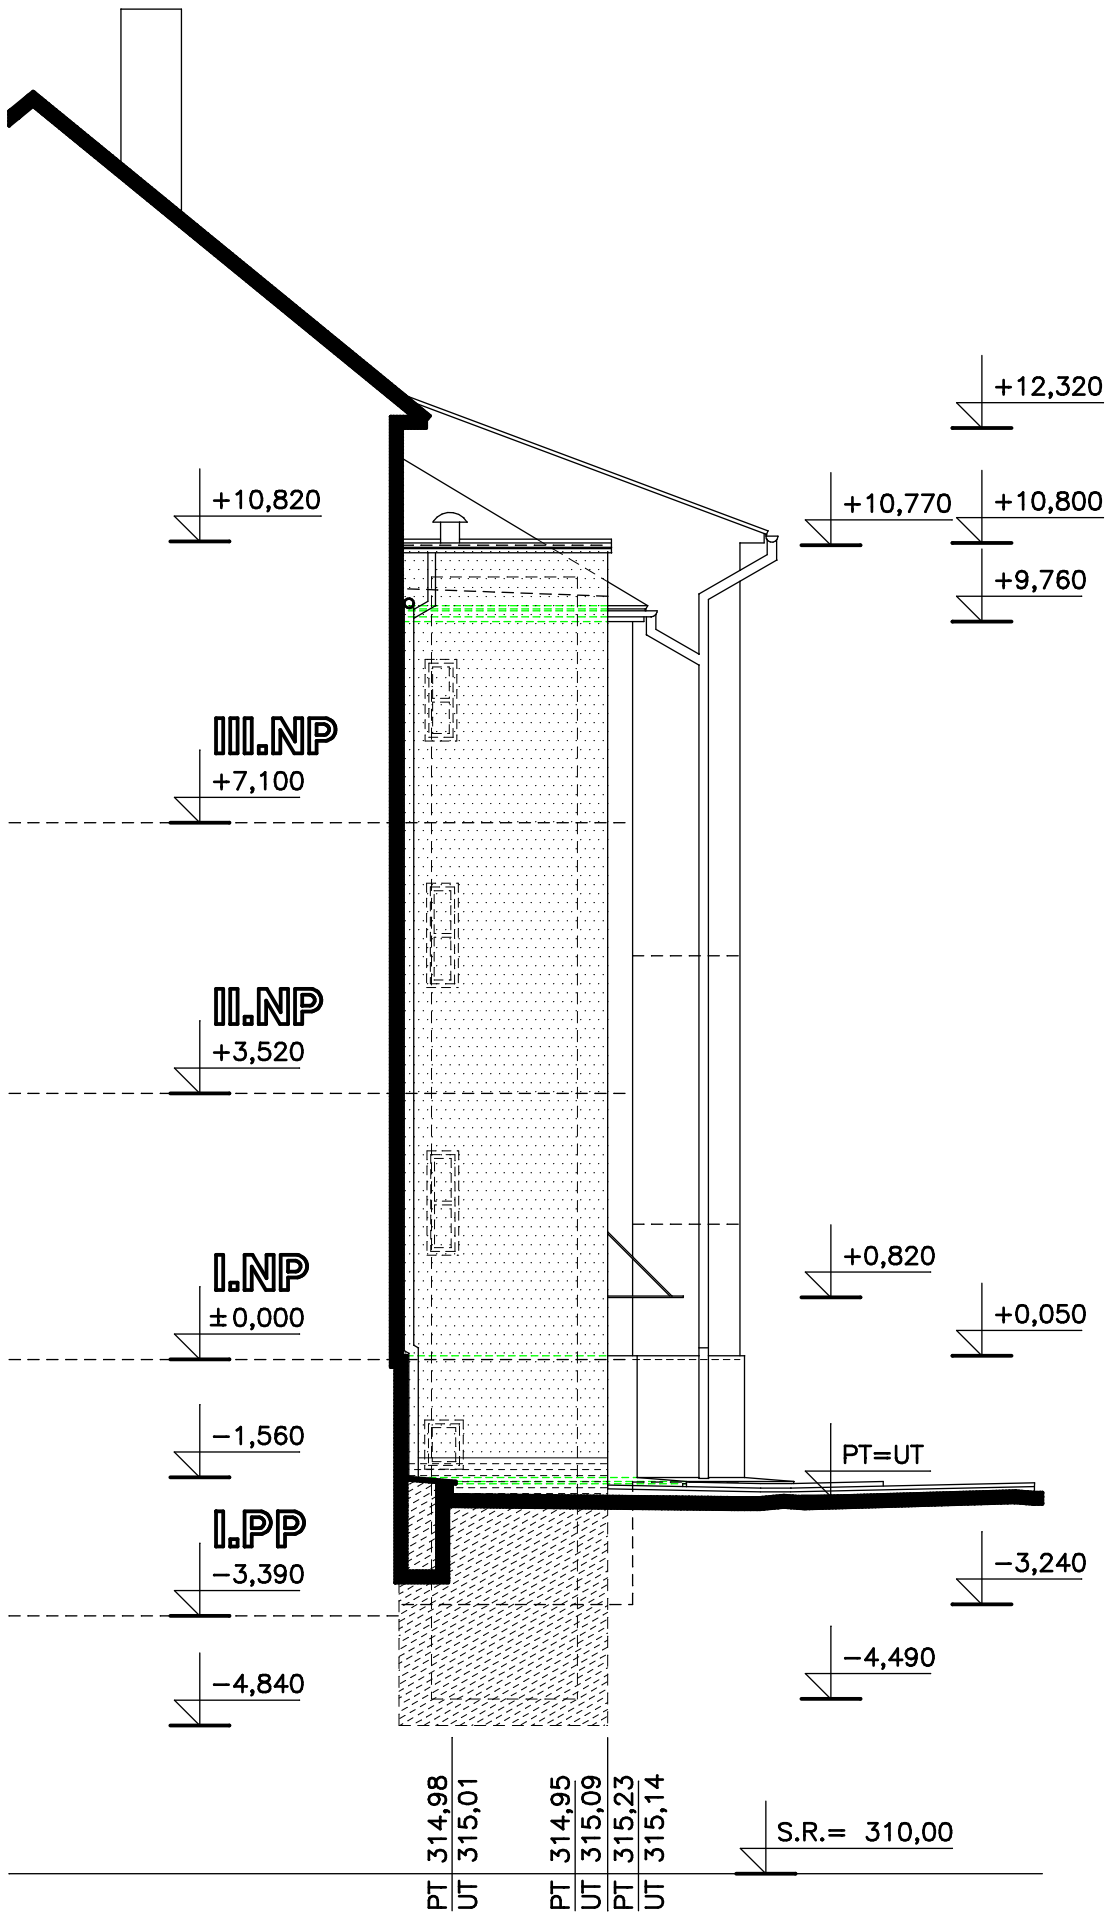 +12,320
+10,820
+10,770
+10,800
+9,760
III.NP
+7,100
II.NP
+3,520
I.NP
±0,000
+0,820
+0,050
-1,560
PT=UT
I.PP
-3,390
-3,240
-4,490
-4,840
PT 314,98
UT 315,01
PT 314,95
UT 315,09
PT 315,23
UT 315,14
S.R.= 310,00